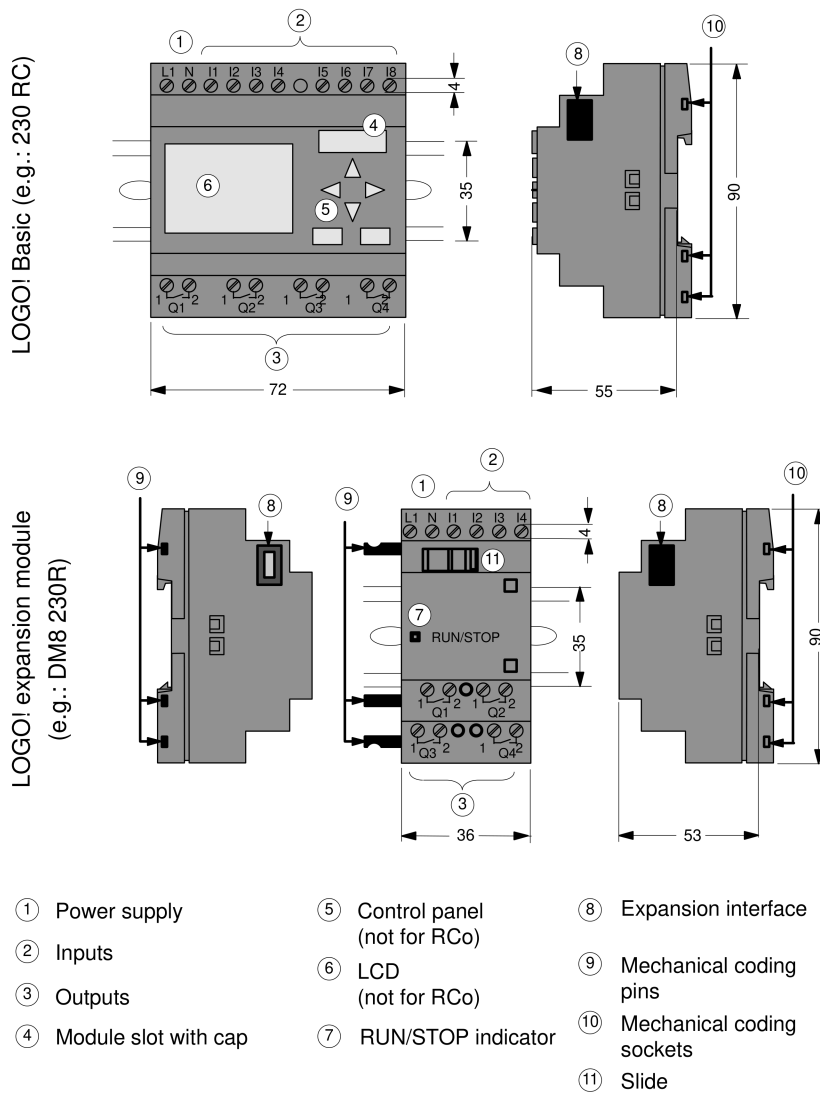 LOGO! Basic (e.g.: 230 RC)
1
2
L1 N I1 I2 I3 I4 I5 I6 I7 I8
4
4
6
5
35
1 2 1 2 1 2 1 2
Q1 Q2 Q3 Q4
3
72
8
10
90
55
LOGO! expansion module
(e.g.: DM8 230R)
9
8
9
1
2
L1 N I1 I2 I3 I4
4
11
7
RUN/STOP
35
1 2 1 2
Q1 Q2
1 2 1 2
Q3 Q4
3
36
8
10
90
53
1 Power supply
2 Inputs
3 Outputs
4 Module slot with cap
5 Control panel
(not for RCo)
6 LCD
(not for RCo)
7 RUN/STOP indicator
8 Expansion interface
9 Mechanical coding
pins
10 Mechanical coding
sockets
11 Slide